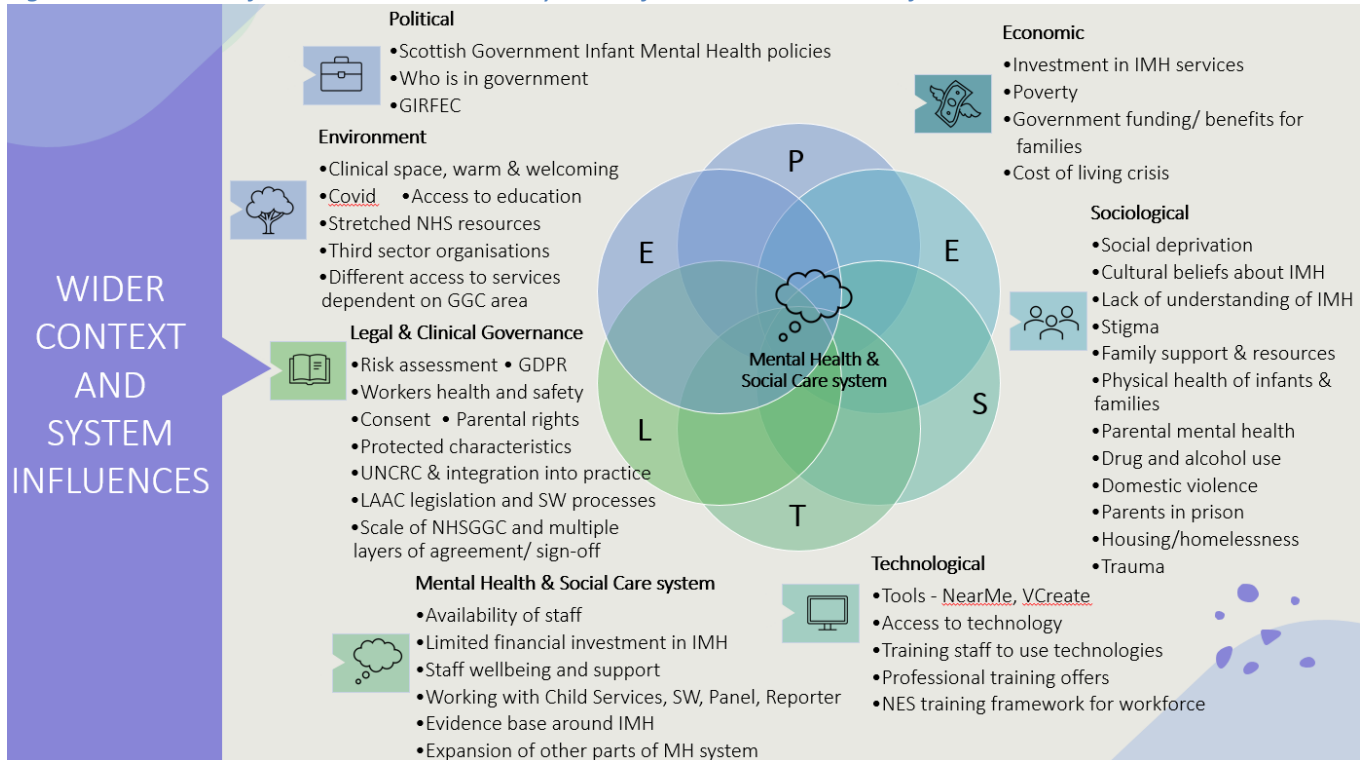 WIDER
CONTEXT
AND
SYSTEM
INFLUENCES
Political
•Scottish Government Infant Mental Health policies
•Who is in government
•GIRFEC
Environment
•Clinical space, warm & welcoming
•Covid •Access to education
•Stretched NHS resources
•Third sector organisations
•Different access to services
dependent on GGC area
Legal & Clinical Governance
•Risk assessment • GDPR
•Workers health and safety
•Consent • Parental rights
•Protected characteristics
•UNCRC & integration into practice
•LAAC legislation and SW processes
•Scale of NHSGGC and multiple
layers of agreement/ sign-off
Mental Health & Social Care system
•Availability of staff
•Limited financial investment in IMH
•Staff wellbeing and support
•Working with Child Services, SW, Panel, Reporter
•Evidence base around IMH
•Expansion of other parts of MH system
P
E
S
T
L
E
Mental Health &
Social Care system
Economic
•Investment in IMH services
•Poverty
•Government funding/ benefits for
families
•Cost of living crisis
Sociological
•Social deprivation
•Cultural beliefs about IMH
•Lack of understanding of IMH
•Stigma
•Family support & resources
•Physical health of infants &
families
•Parental mental health
•Drug and alcohol use
•Domestic violence
•Parents in prison
•Housing/homelessness
•Trauma
Technological
•Tools - NearMe, VCreate
•Access to technology
•Training staff to use technologies
•Professional training offers
•NES training framework for workforce